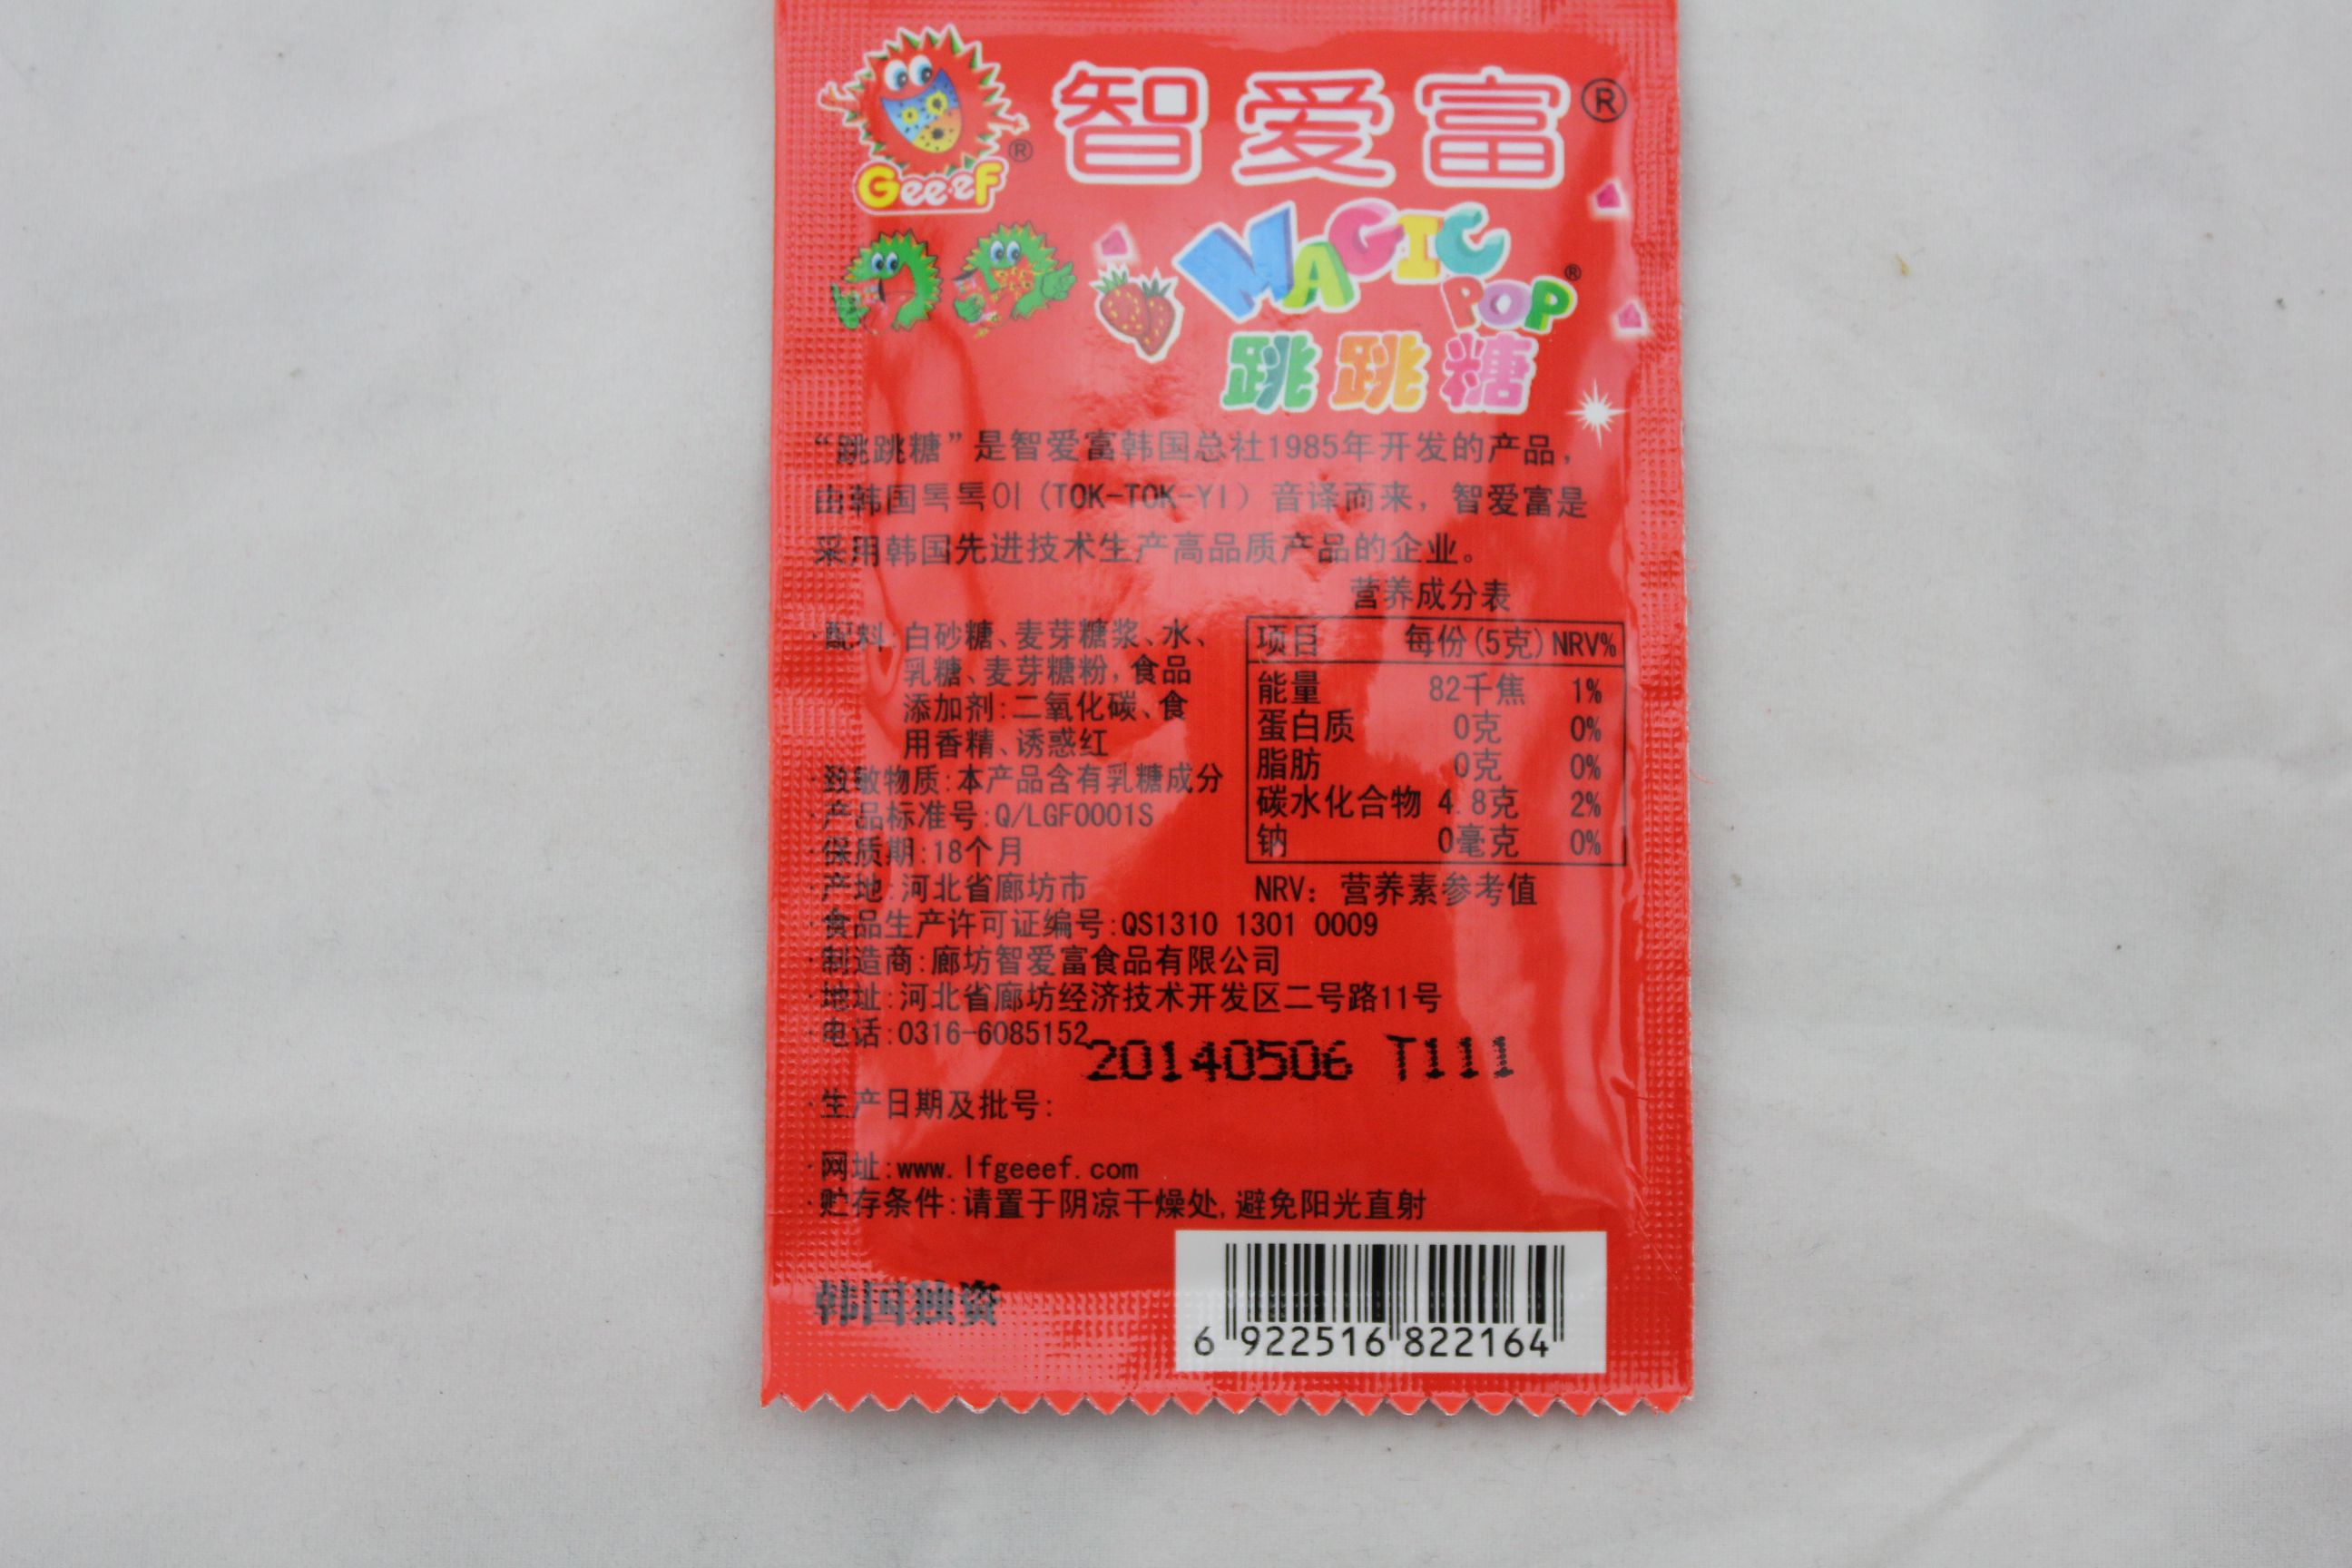 智爱富®
GeeeF®
MAGIC
POP®
跳跳糖
“跳跳糖”是智爱富韩国总社1985年开发的产品，
由韩国톡톡이（TOK-TOK-YI）音译而来，智爱富是
采用韩国先进技术生产高品质产品的企业。
·配料 白砂糖、麦芽糖浆、水、
乳糖、麦芽糖粉，食品
添加剂:二氧化碳、食
用香精、诱惑红
·致敏物质:本产品含有乳糖成分
·产品标准号:Q/LGF0001S
·保质期:18个月
·产地:河北省廊坊市
营养成分表
项目 每份(5克) NRV%
能量 82千焦 1%
蛋白质 0克 0%
脂肪 0克 0%
碳水化合物 4.8克 2%
钠 0毫克 0%
NRV：营养素参考值
·食品生产许可证编号:QS1310 1301 0009
·制造商:廊坊智爱富食品有限公司
·地址:河北省廊坊经济技术开发区二号路11号
·电话:0316-6085152
20140506 T111
·生产日期及批号:
·网址:www.lfgeeef.com
·贮存条件:请置于阴凉干燥处,避免阳光直射
韩国独资
6 922516 822164